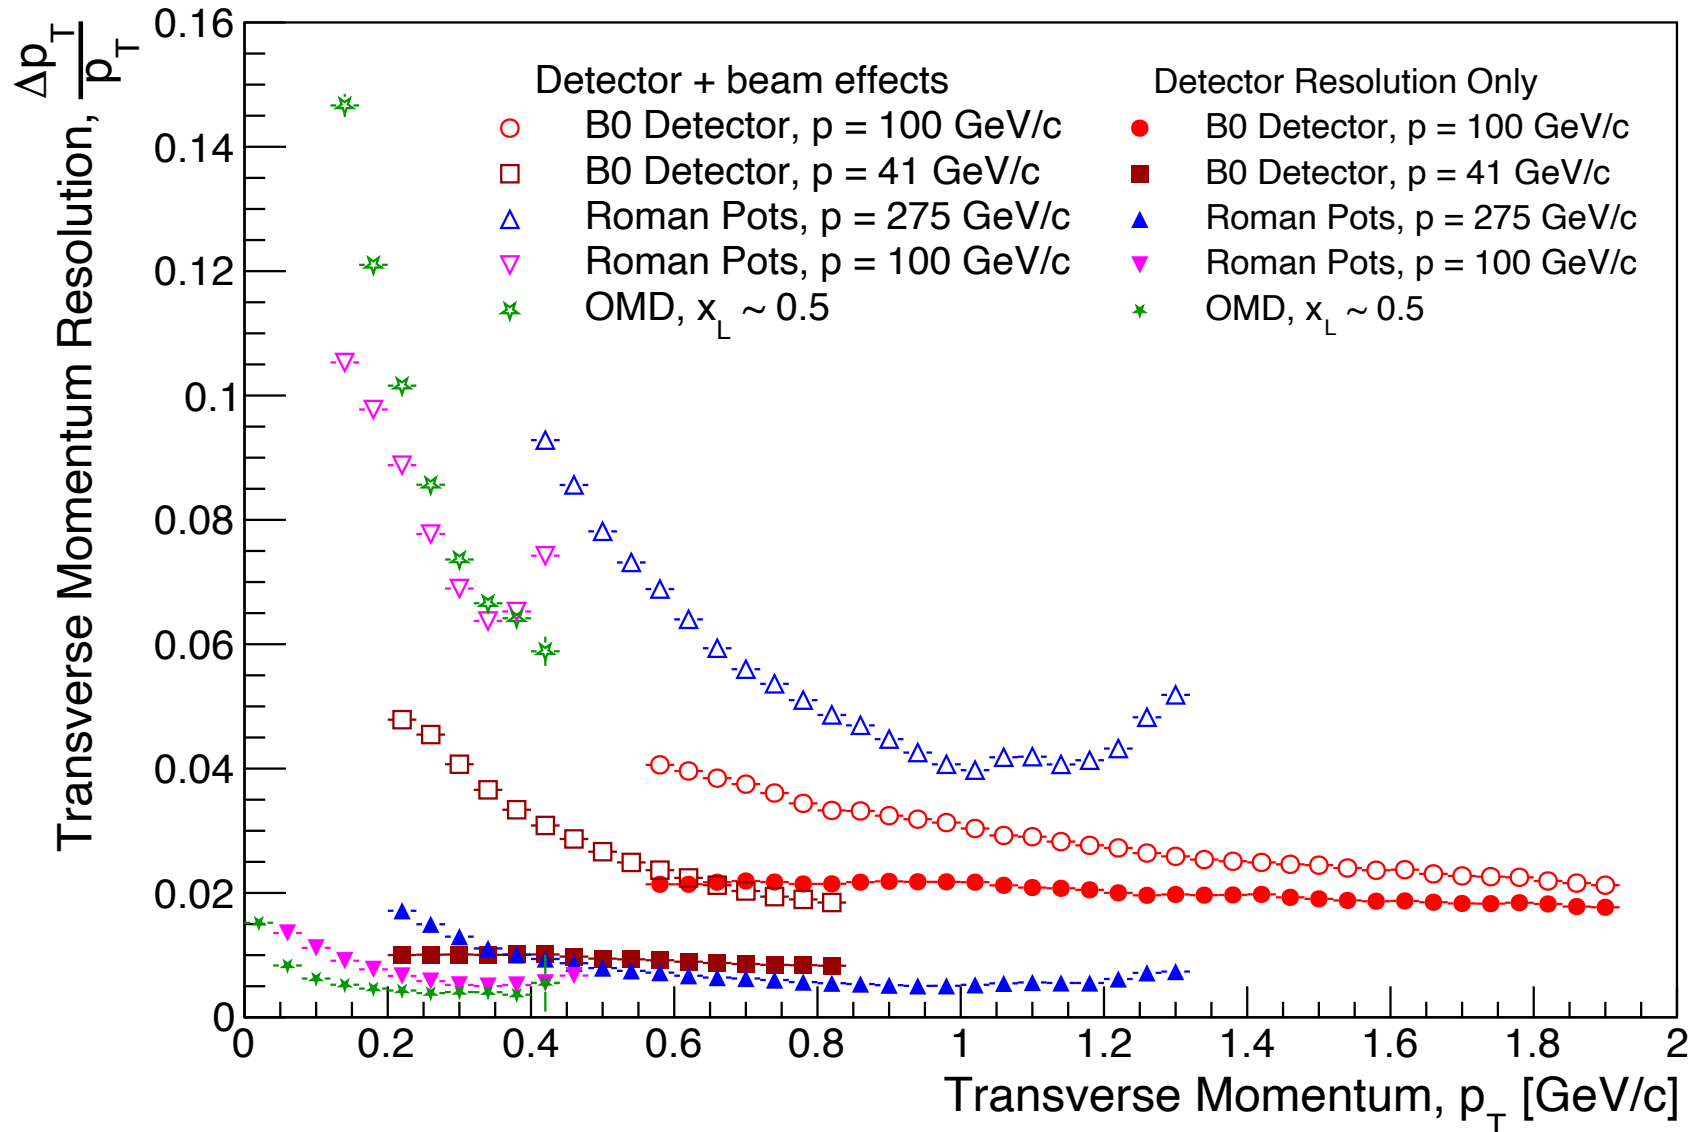 Transverse Momentum Resolution, Δp_T / p_T
0.16
0.14
0.12
0.1
0.08
0.06
0.04
0.02
0
Detector + beam effects
B0 Detector, p = 100 GeV/c
B0 Detector, p = 41 GeV/c
Roman Pots, p = 275 GeV/c
Roman Pots, p = 100 GeV/c
OMD, x_L ~ 0.5
Detector Resolution Only
B0 Detector, p = 100 GeV/c
B0 Detector, p = 41 GeV/c
Roman Pots, p = 275 GeV/c
Roman Pots, p = 100 GeV/c
OMD, x_L ~ 0.5
0 0.2 0.4 0.6 0.8 1 1.2 1.4 1.6 1.8 2
Transverse Momentum, p_T [GeV/c]